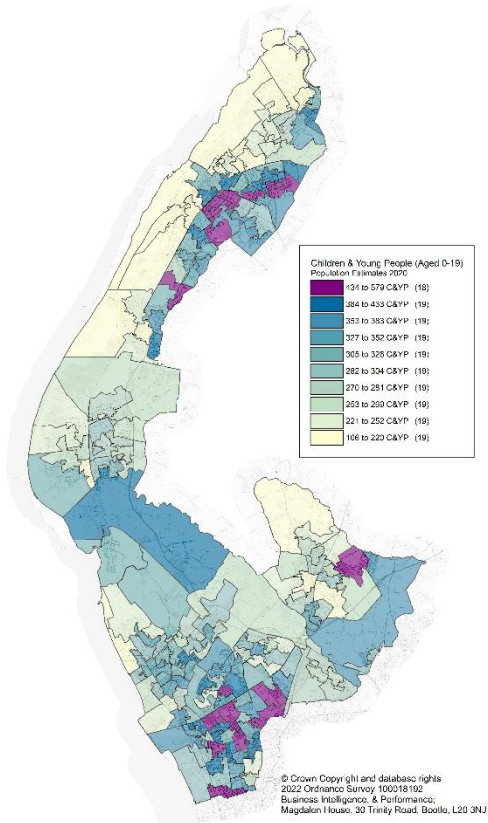 Children & Young People (Aged 0-19)
Population Estimates 2020
434 to 579 C&YP (18)
384 to 433 C&YP (19)
353 to 383 C&YP (19)
327 to 352 C&YP (19)
305 to 326 C&YP (19)
282 to 304 C&YP (19)
270 to 281 C&YP (19)
253 to 269 C&YP (19)
221 to 252 C&YP (19)
106 to 220 C&YP (19)
© Crown Copyright and database rights
2022 Ordnance Survey 100018192
Business Intelligence, & Performance;
Magdalen House, 30 Trinity Road, Bootle, L20 3NJ